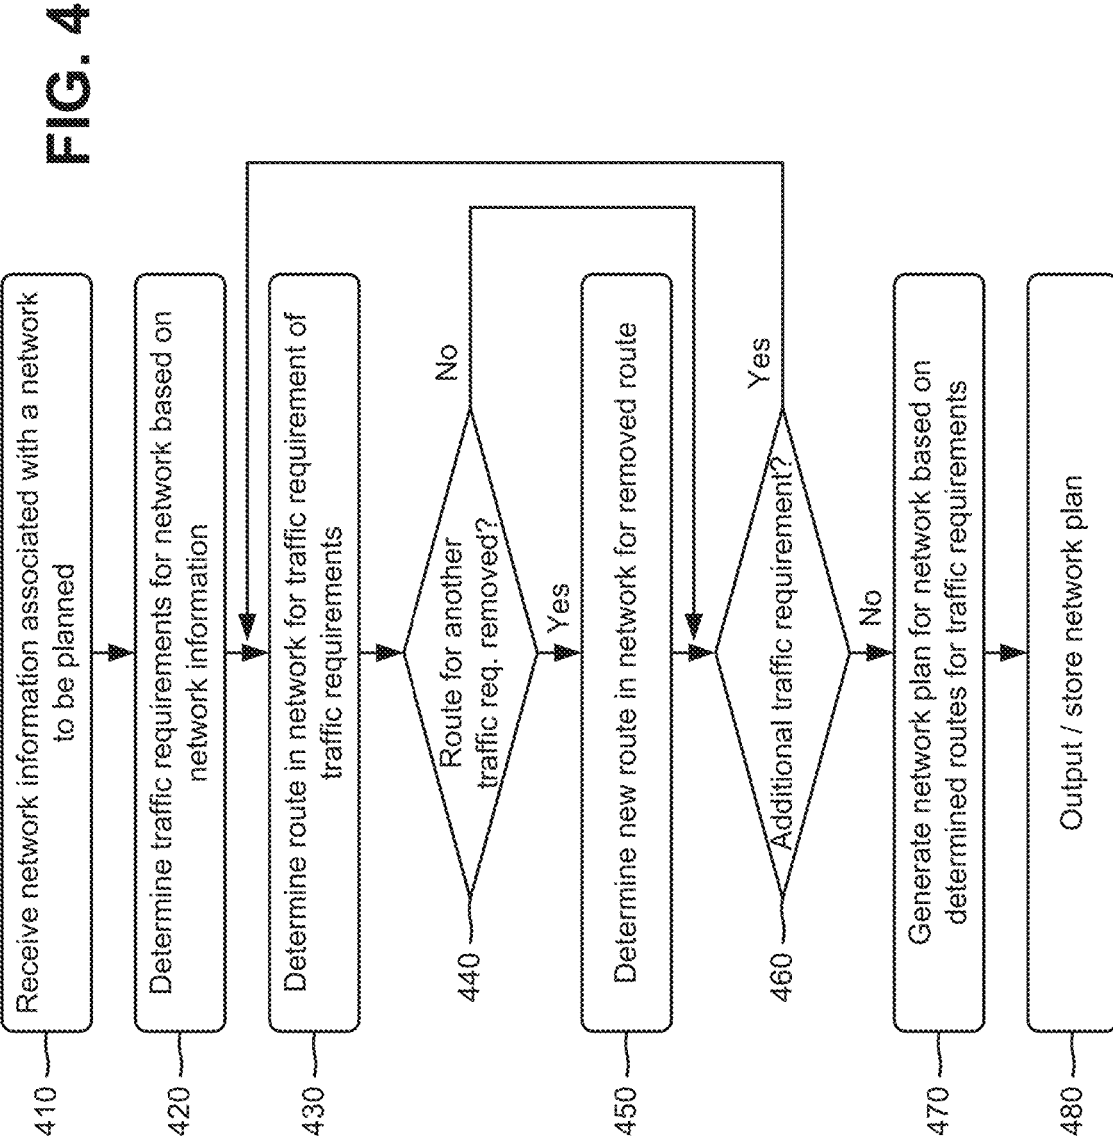 FIG. 4
410
Receive network information associated with a network
to be planned
420
Determine traffic requirements for network based on
network information
430
Determine route in network for traffic requirement of
traffic requirements
440
Route for another
traffic req. removed?
No
Yes
450
Determine new route in network for removed route
460
Additional traffic requirement?
Yes
No
470
Generate network plan for network based on
determined routes for traffic requirements
480
Output / store network plan